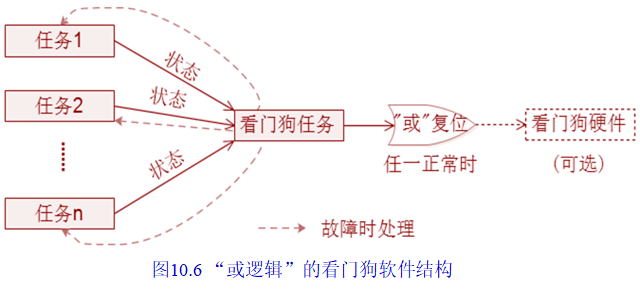 任务1
状态
任务2
状态
看门狗任务
"或"复位
看门狗硬件
任一正常时
(可选)
状态
任务n
故障时处理
图10.6 “或逻辑”的看门狗软件结构